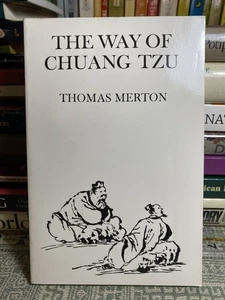 THE WAY OF
CHUANG TZU
THOMAS MERTON